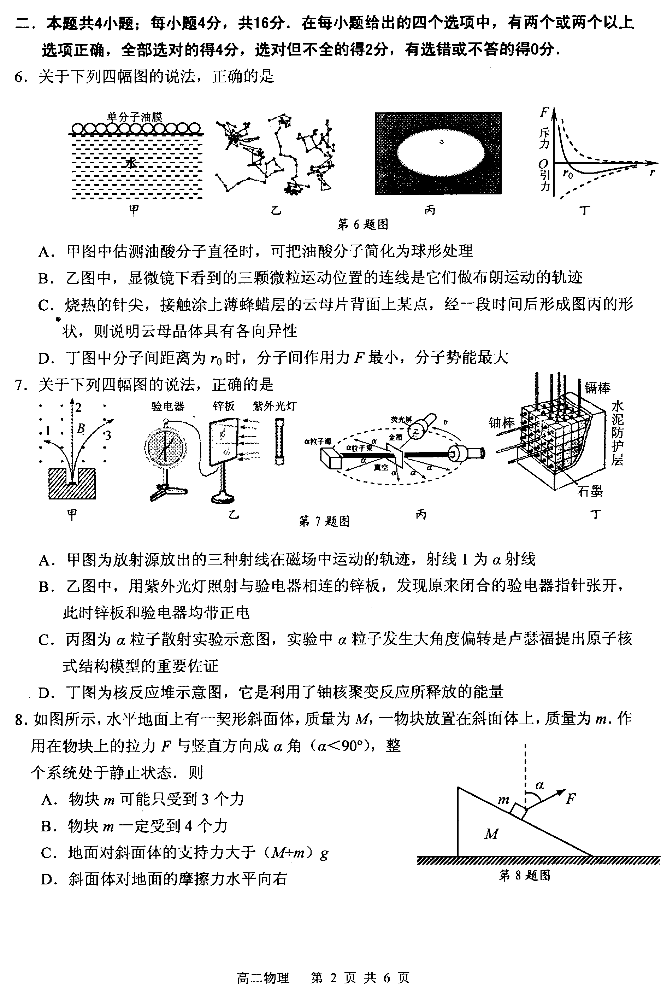 二．本题共4小题；每小题4分，共16分．在每小题给出的四个选项中，有两个或两个以上
选项正确，全部选对的得4分，选对但不全的得2分，有选错或不答的得0分．
6．关于下列四幅图的说法，正确的是
单分子油膜
水
F
斥力
O
引力
r₀
r
甲
乙
丙
丁
第 6 题图
A．甲图中估测油酸分子直径时，可把油酸分子简化为球形处理
B．乙图中，显微镜下看到的三颗微粒运动位置的连线是它们做布朗运动的轨迹
C．烧热的针尖，接触涂上薄蜂蜡层的云母片背面上某点，经一段时间后形成图丙的形
状，则说明云母晶体具有各向异性
D．丁图中分子间距离为 r₀ 时，分子间作用力 F 最小，分子势能最大
7．关于下列四幅图的说法，正确的是
2
B
1
3
验电器
锌板
紫外光灯
荧光屏
v
金箔
α粒子源
α粒子束
α
α
真空
α
α
α
镉棒
铀棒
水泥防护层
石墨
甲
乙
丙
丁
第 7 题图
A．甲图为放射源放出的三种射线在磁场中运动的轨迹，射线 1 为 α 射线
B．乙图中，用紫外光灯照射与验电器相连的锌板，发现原来闭合的验电器指针张开，
此时锌板和验电器均带正电
C．丙图为 α 粒子散射实验示意图，实验中 α 粒子发生大角度偏转是卢瑟福提出原子核
式结构模型的重要佐证
D．丁图为核反应堆示意图，它是利用了铀核聚变反应所释放的能量
8．如图所示，水平地面上有一契形斜面体，质量为 M，一物块放置在斜面体上，质量为 m．作
用在物块上的拉力 F 与竖直方向成 α 角（α＜90°），整
个系统处于静止状态．则
A．物块 m 可能只受到 3 个力
B．物块 m 一定受到 4 个力
C．地面对斜面体的支持力大于（M+m）g
D．斜面体对地面的摩擦力水平向右
α
m
F
M
第 8 题图
高二物理 第 2 页 共 6 页